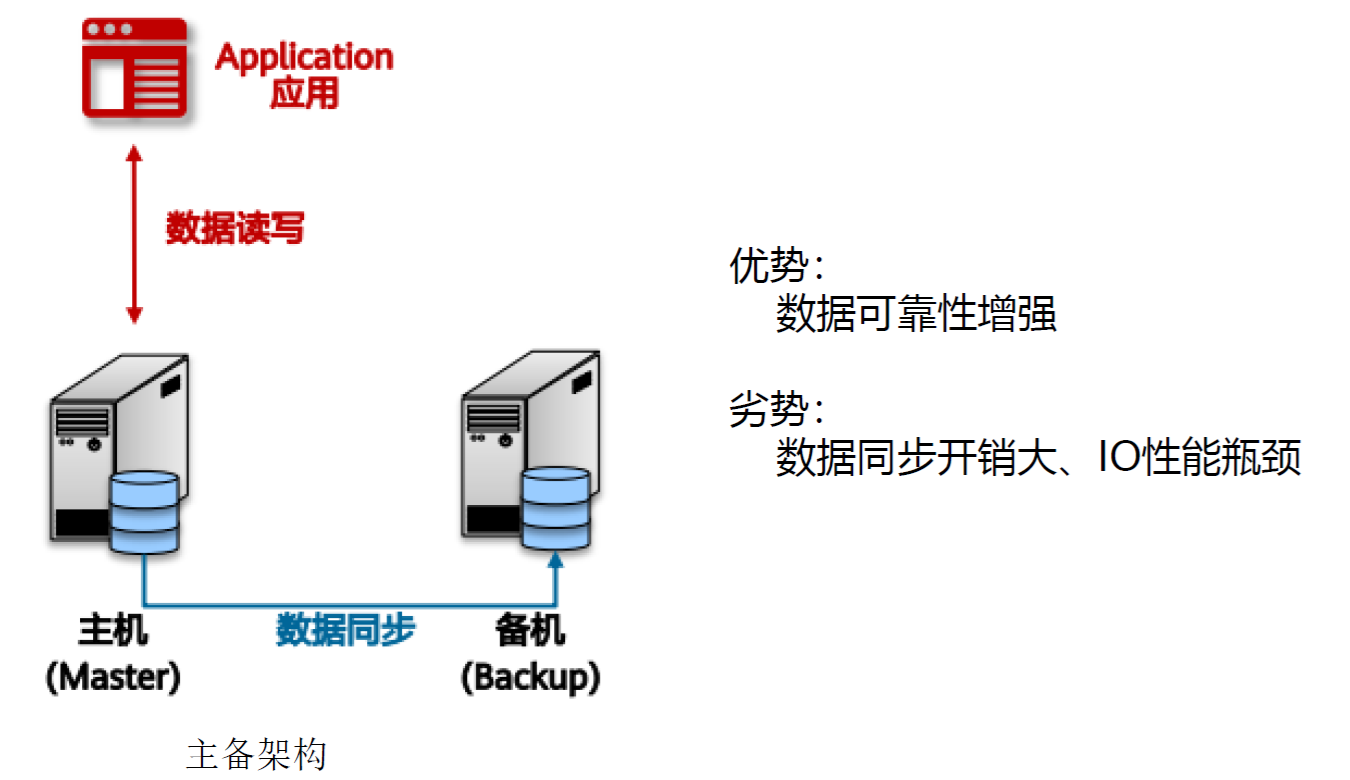 Application
应用
数据读写
优势：
数据可靠性增强
劣势：
数据同步开销大、IO性能瓶颈
主机
(Master)
数据同步
备机
(Backup)
主备架构